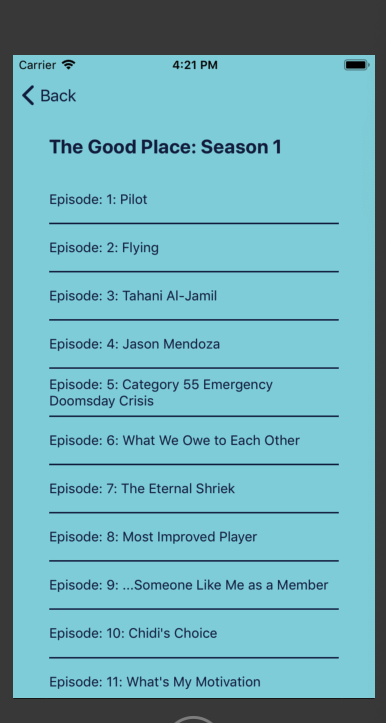 Carrier 4:21 PM
Back
The Good Place: Season 1
Episode: 1: Pilot
Episode: 2: Flying
Episode: 3: Tahani Al-Jamil
Episode: 4: Jason Mendoza
Episode: 5: Category 55 Emergency
Doomsday Crisis
Episode: 6: What We Owe to Each Other
Episode: 7: The Eternal Shriek
Episode: 8: Most Improved Player
Episode: 9: ...Someone Like Me as a Member
Episode: 10: Chidi's Choice
Episode: 11: What's My Motivation